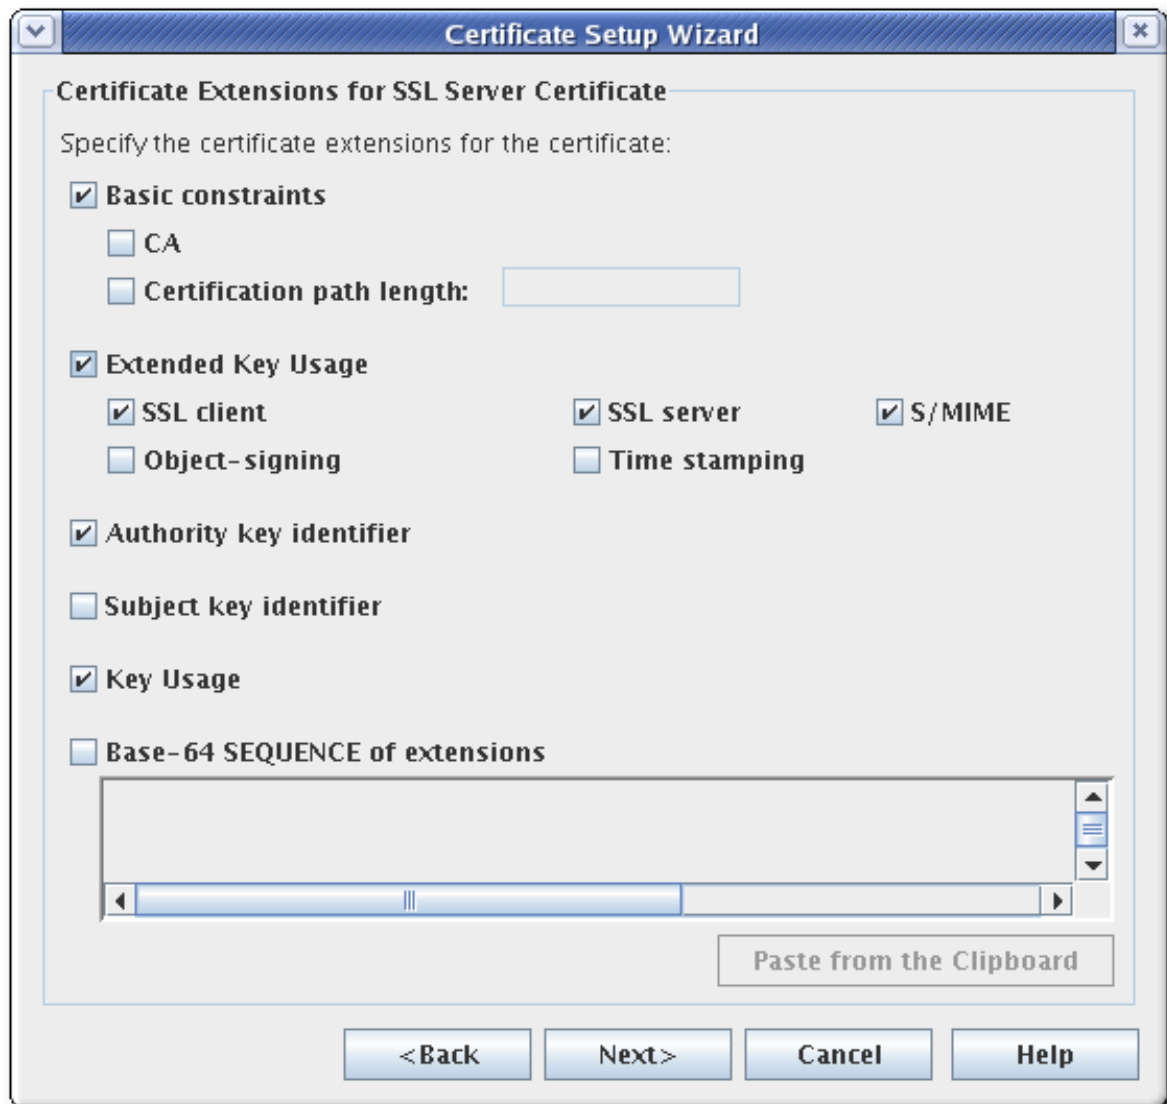 Certificate Setup Wizard
Certificate Extensions for SSL Server Certificate
Specify the certificate extensions for the certificate:
Basic constraints
CA
Certification path length:
Extended Key Usage
SSL client SSL server S/MIME
Object-signing Time stamping
Authority key identifier
Subject key identifier
Key Usage
Base-64 SEQUENCE of extensions
Paste from the Clipboard
<Back Next> Cancel Help